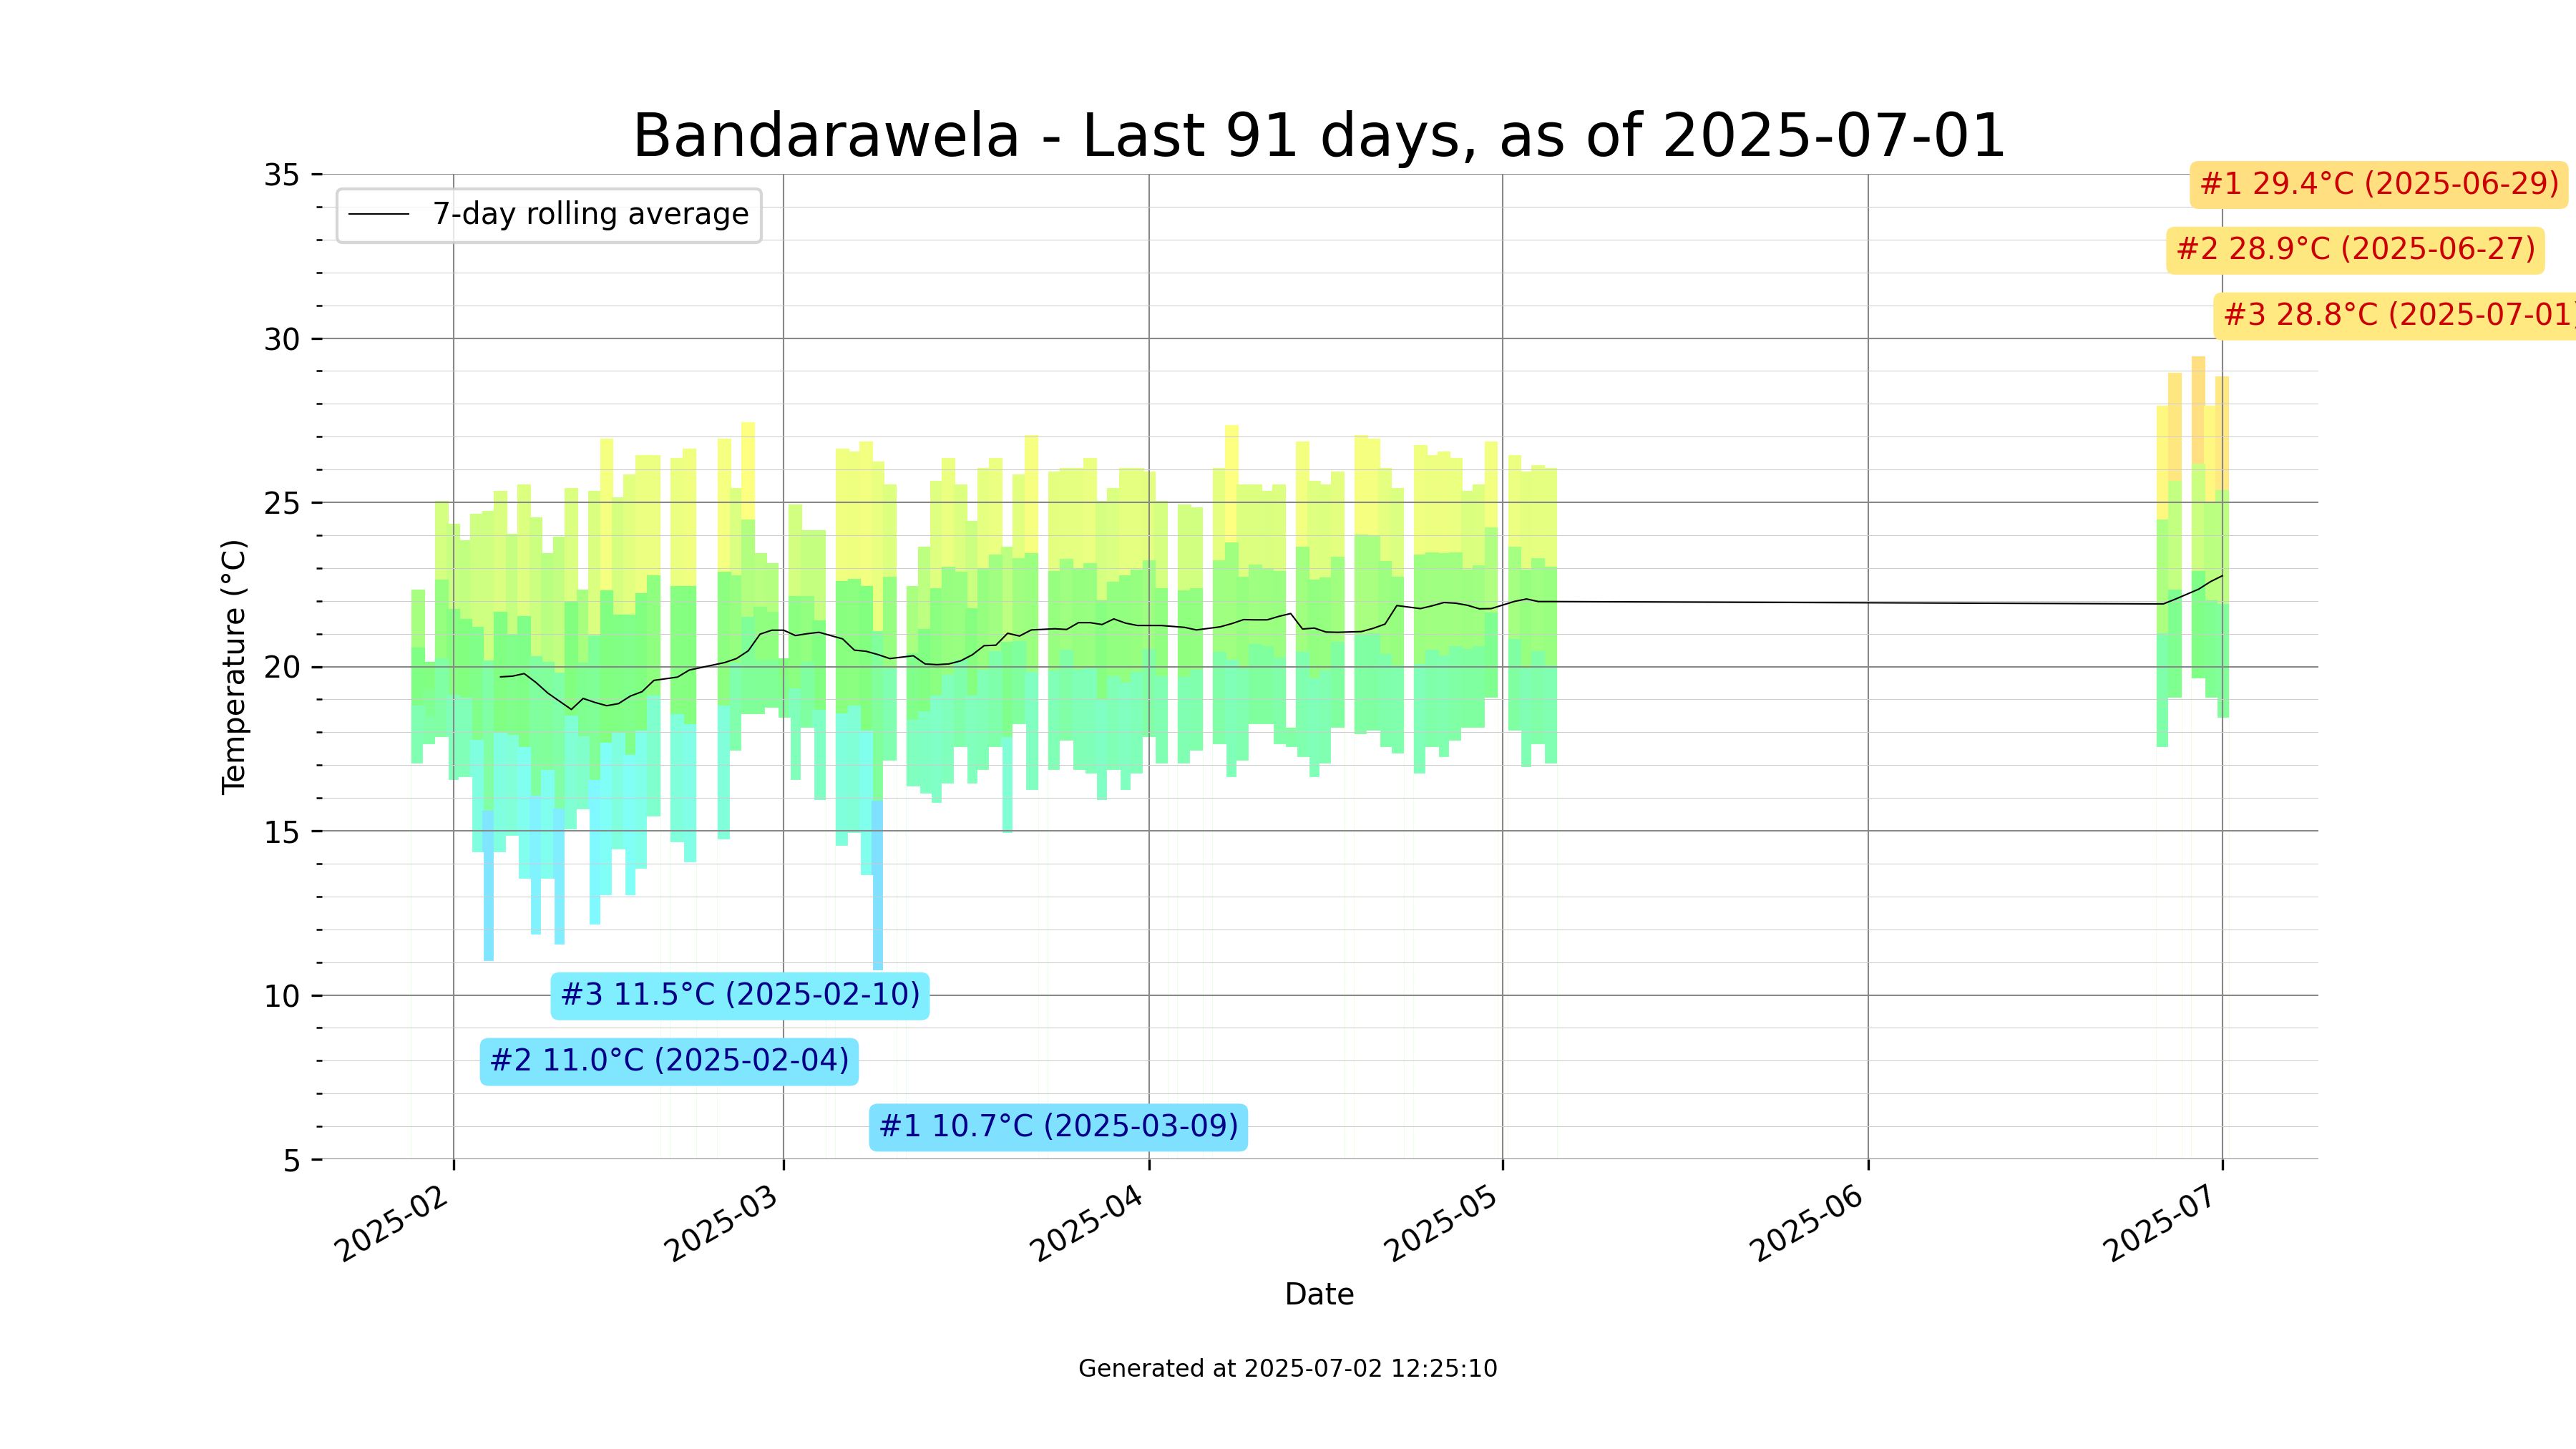 Bandarawela - Last 91 days, as of 2025-07-01
35
#1 29.4°C (2025-06-29)
7-day rolling average
#2 28.9°C (2025-06-27)
#3 28.8°C (2025-07-01)
30
25
Temperature (°C)
20
15
10
#3 11.5°C (2025-02-10)
#2 11.0°C (2025-02-04)
#1 10.7°C (2025-03-09)
5
2025-02
2025-03
2025-04
2025-05
2025-06
2025-07
Date
Generated at 2025-07-02 12:25:10